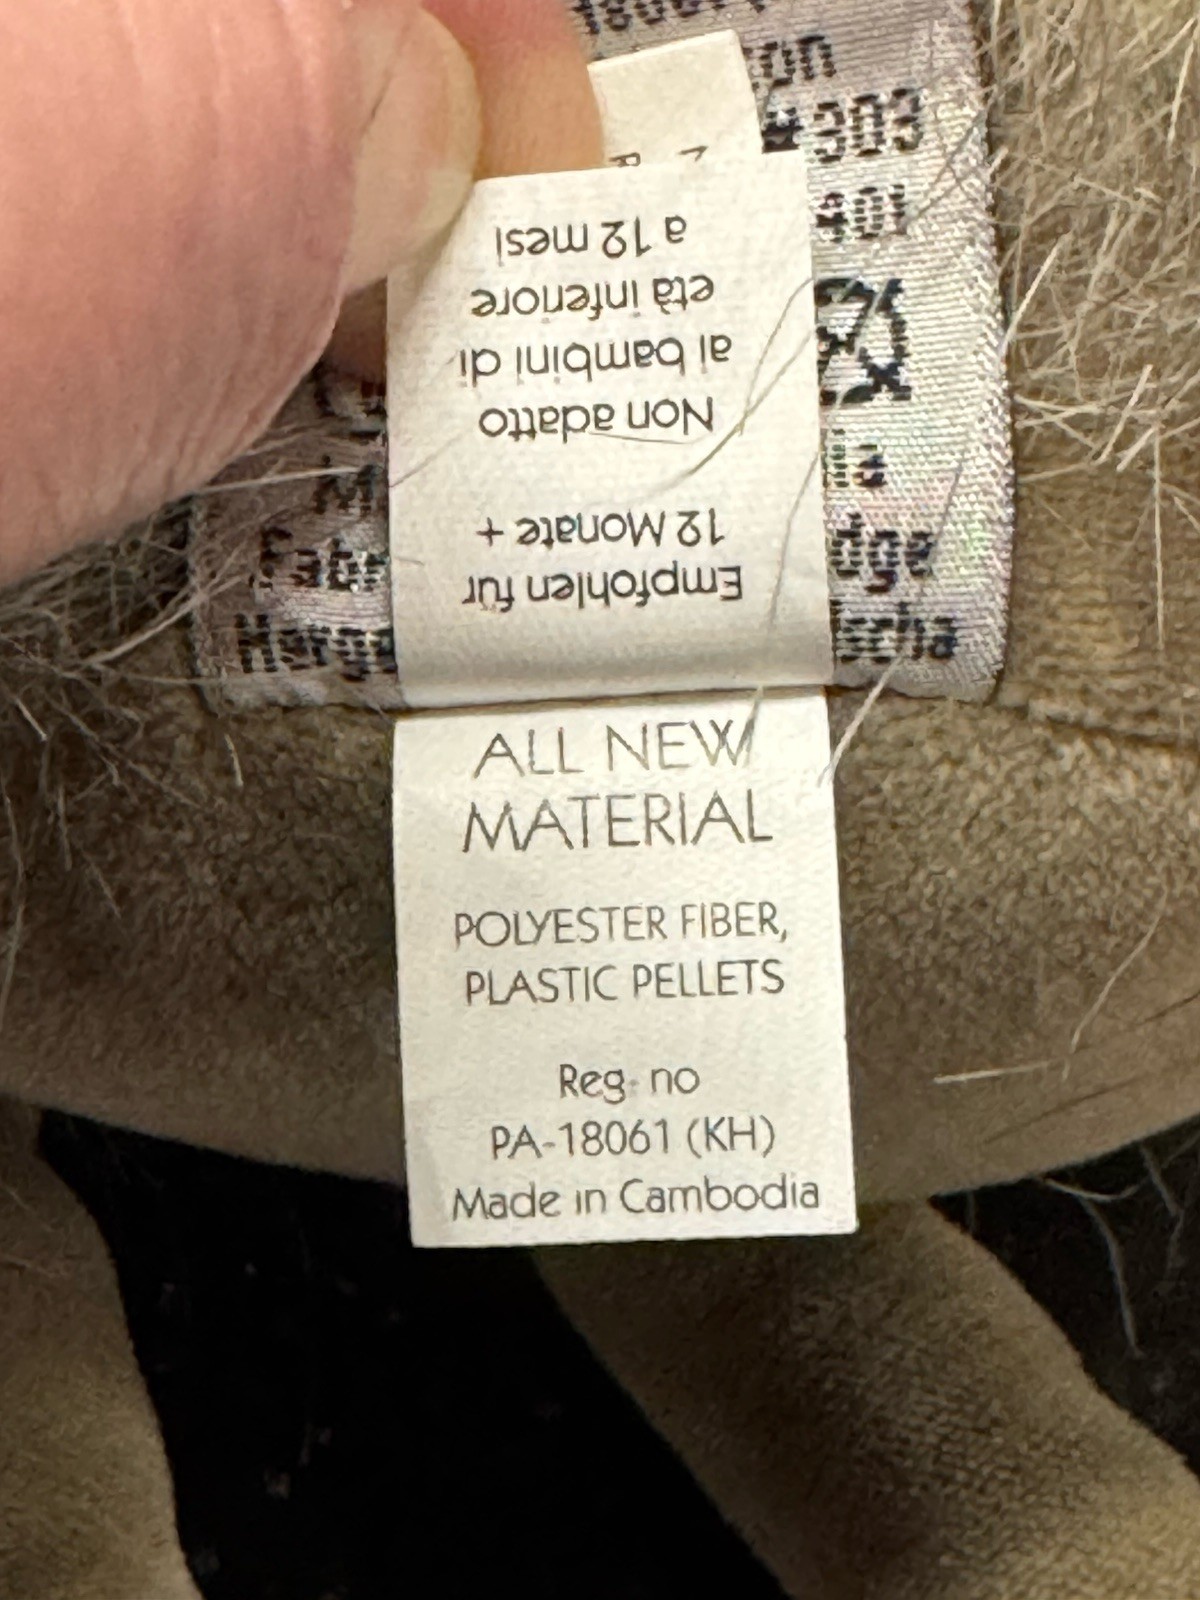 #303
Non adatto
ai bambini di
età inferiore
a 12 mesi
Empfohlen für
12 Monate +
ALL NEW
MATERIAL
POLYESTER FIBER,
PLASTIC PELLETS
Reg. no
PA-18061 (KH)
Made in Cambodia